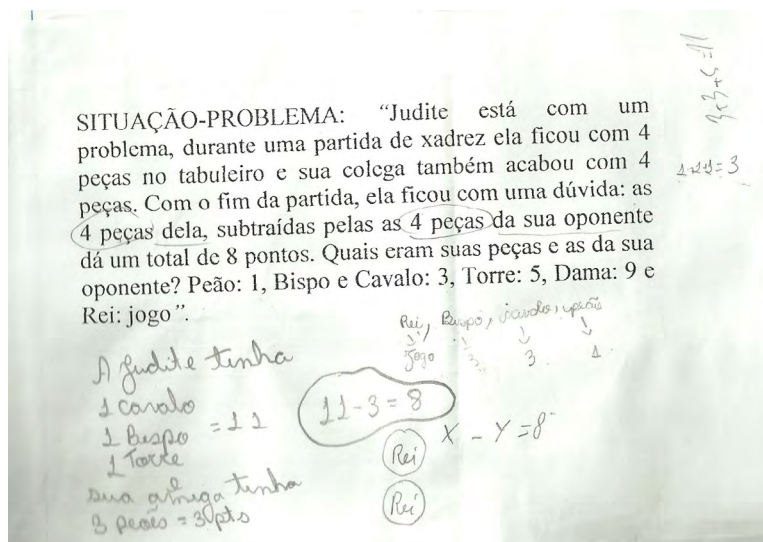 3+3+5=11
1+1+1=3
SITUAÇÃO-PROBLEMA: “Judite está com um
problema, durante uma partida de xadrez ela ficou com 4
peças no tabuleiro e sua colega também acabou com 4
peças. Com o fim da partida, ela ficou com uma dúvida: as
4 peças dela, subtraídas pelas as 4 peças da sua oponente
dá um total de 8 pontos. Quais eram suas peças e as da sua
oponente? Peão: 1, Bispo e Cavalo: 3, Torre: 5, Dama: 9 e
Rei: jogo”.
Rei, Bispo, cavalo, peão
Jogo 3 1
A Judite tinha
1 cavalo
1 Bispo = 11
1 Torre
11-3=8
X - Y = 8
Rei
Rei
e
sua amiga tinha
3 peões = 3 pts